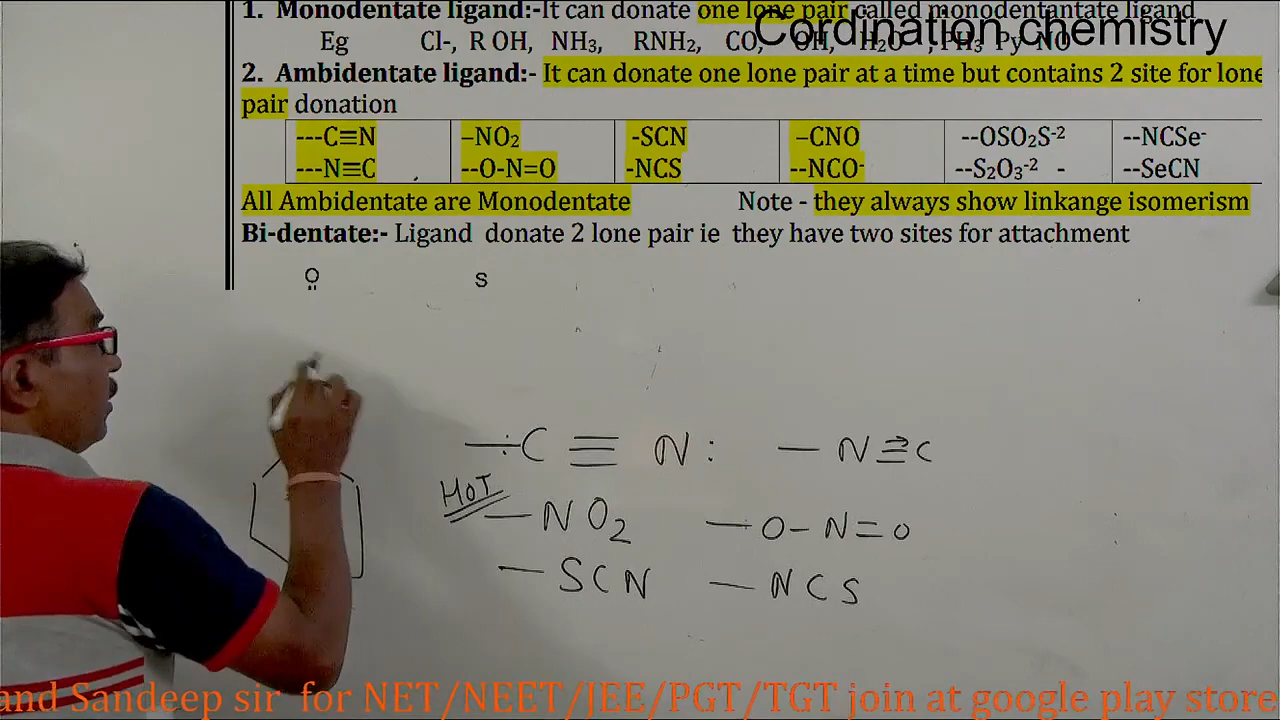 1. Monodentate ligand:-It can donate one lone pair called monodentantate ligand
Cordination chemistry
Eg Cl-, R OH, NH₃, RNH₂, CO, OH, H₂O , PH₃ Py NO
2. Ambidentate ligand:- It can donate one lone pair at a time but contains 2 site for lone
pair donation
---C≡N –NO₂ -SCN –CNO --OSO₂S⁻² --NCSe⁻
---N≡C --O-N=O -NCS --NCO⁻ --S₂O₃⁻² - --SeCN
All Ambidentate are Monodentate Note - they always show linkange isomerism
Bi-dentate:- Ligand donate 2 lone pair ie they have two sites for attachment
O S
—:C ≡ N: — N≡C
HOT
— NO₂ — O – N = O
— SCN — NCS
and Sandeep sir for NET/NEET/JEE/PGT/TGT join at google play store